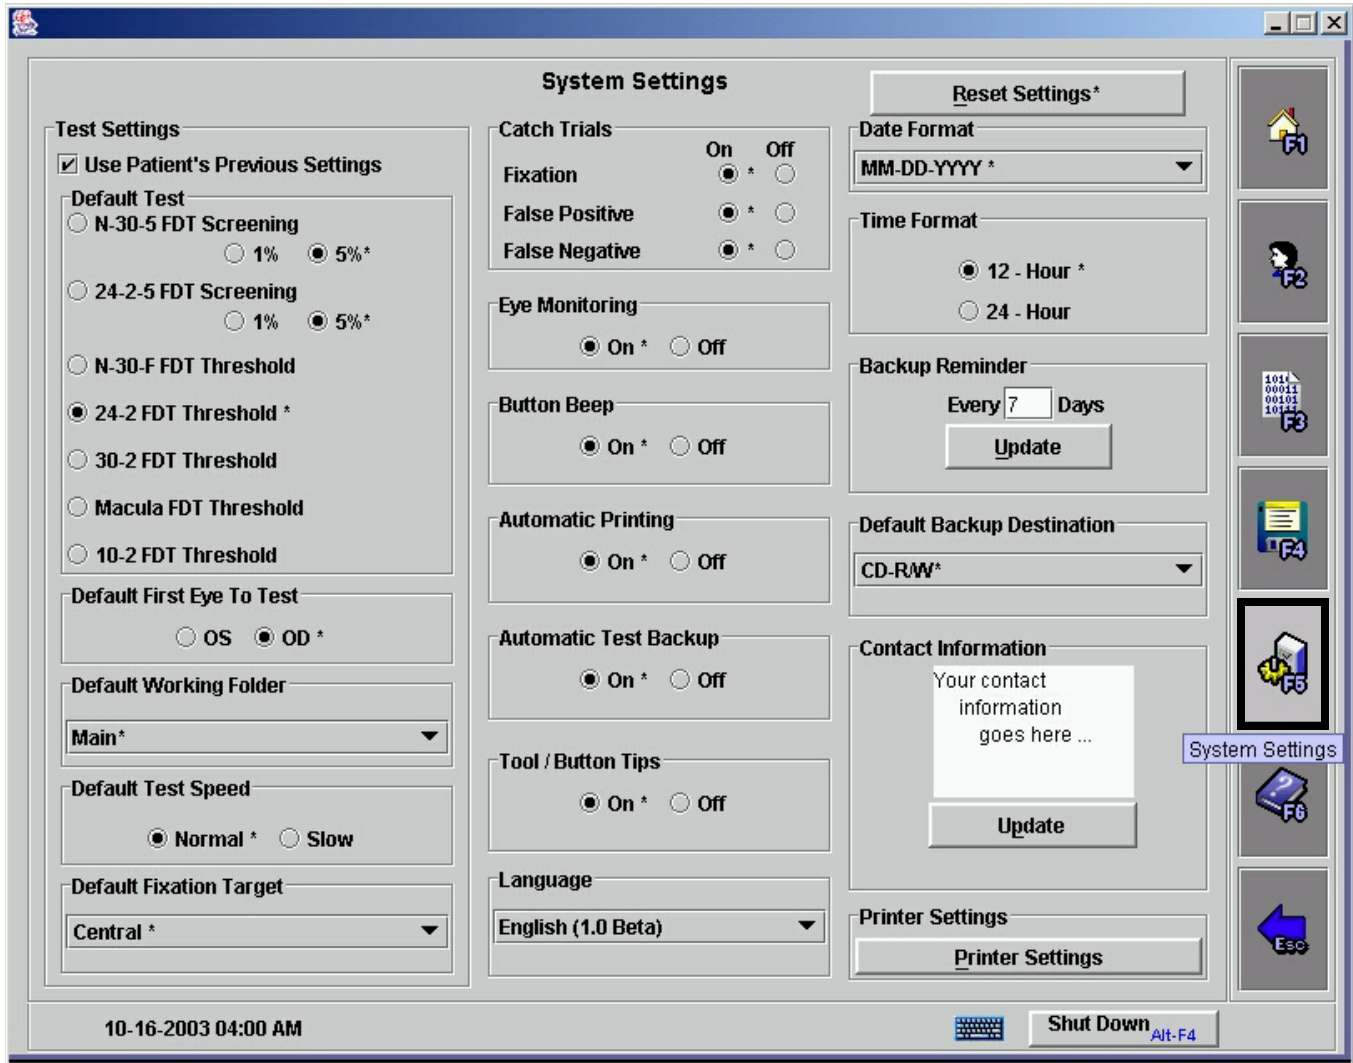 System Settings
Reset Settings*
Test Settings
Use Patient's Previous Settings
Default Test
N-30-5 FDT Screening
1% 5%*
24-2-5 FDT Screening
1% 5%*
N-30-F FDT Threshold
24-2 FDT Threshold *
30-2 FDT Threshold
Macula FDT Threshold
10-2 FDT Threshold
Default First Eye To Test
OS OD *
Default Working Folder
Main*
Default Test Speed
Normal * Slow
Default Fixation Target
Central *
Catch Trials
On Off
Fixation *
False Positive *
False Negative *
Eye Monitoring
On * Off
Button Beep
On * Off
Automatic Printing
On * Off
Automatic Test Backup
On * Off
Tool / Button Tips
On * Off
Language
English (1.0 Beta)
Date Format
MM-DD-YYYY *
Time Format
12 - Hour *
24 - Hour
Backup Reminder
Every 7 Days
Update
Default Backup Destination
CD-R/W*
Contact Information
Your contact
information
goes here ...
Update
Printer Settings
Printer Settings
F1
F2
1010
00011
00101
10111
F3
F4
F5
System Settings
?
F6
Esc
10-16-2003 04:00 AM
Shut Down Alt-F4